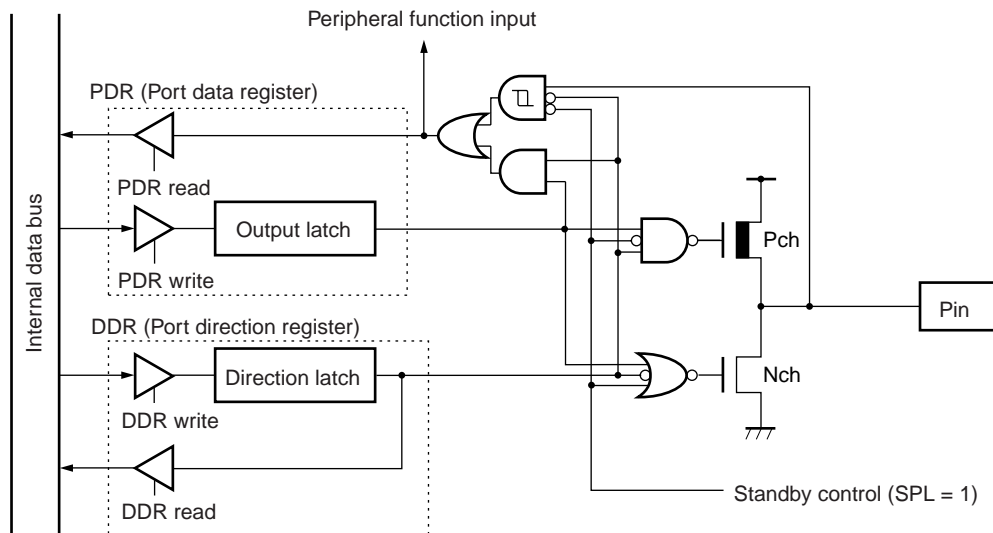 Peripheral function input
PDR (Port data register)
PDR read
Output latch
PDR write
Pch
Internal data bus
Pin
DDR (Port direction register)
Direction latch
Nch
DDR write
Standby control (SPL = 1)
DDR read